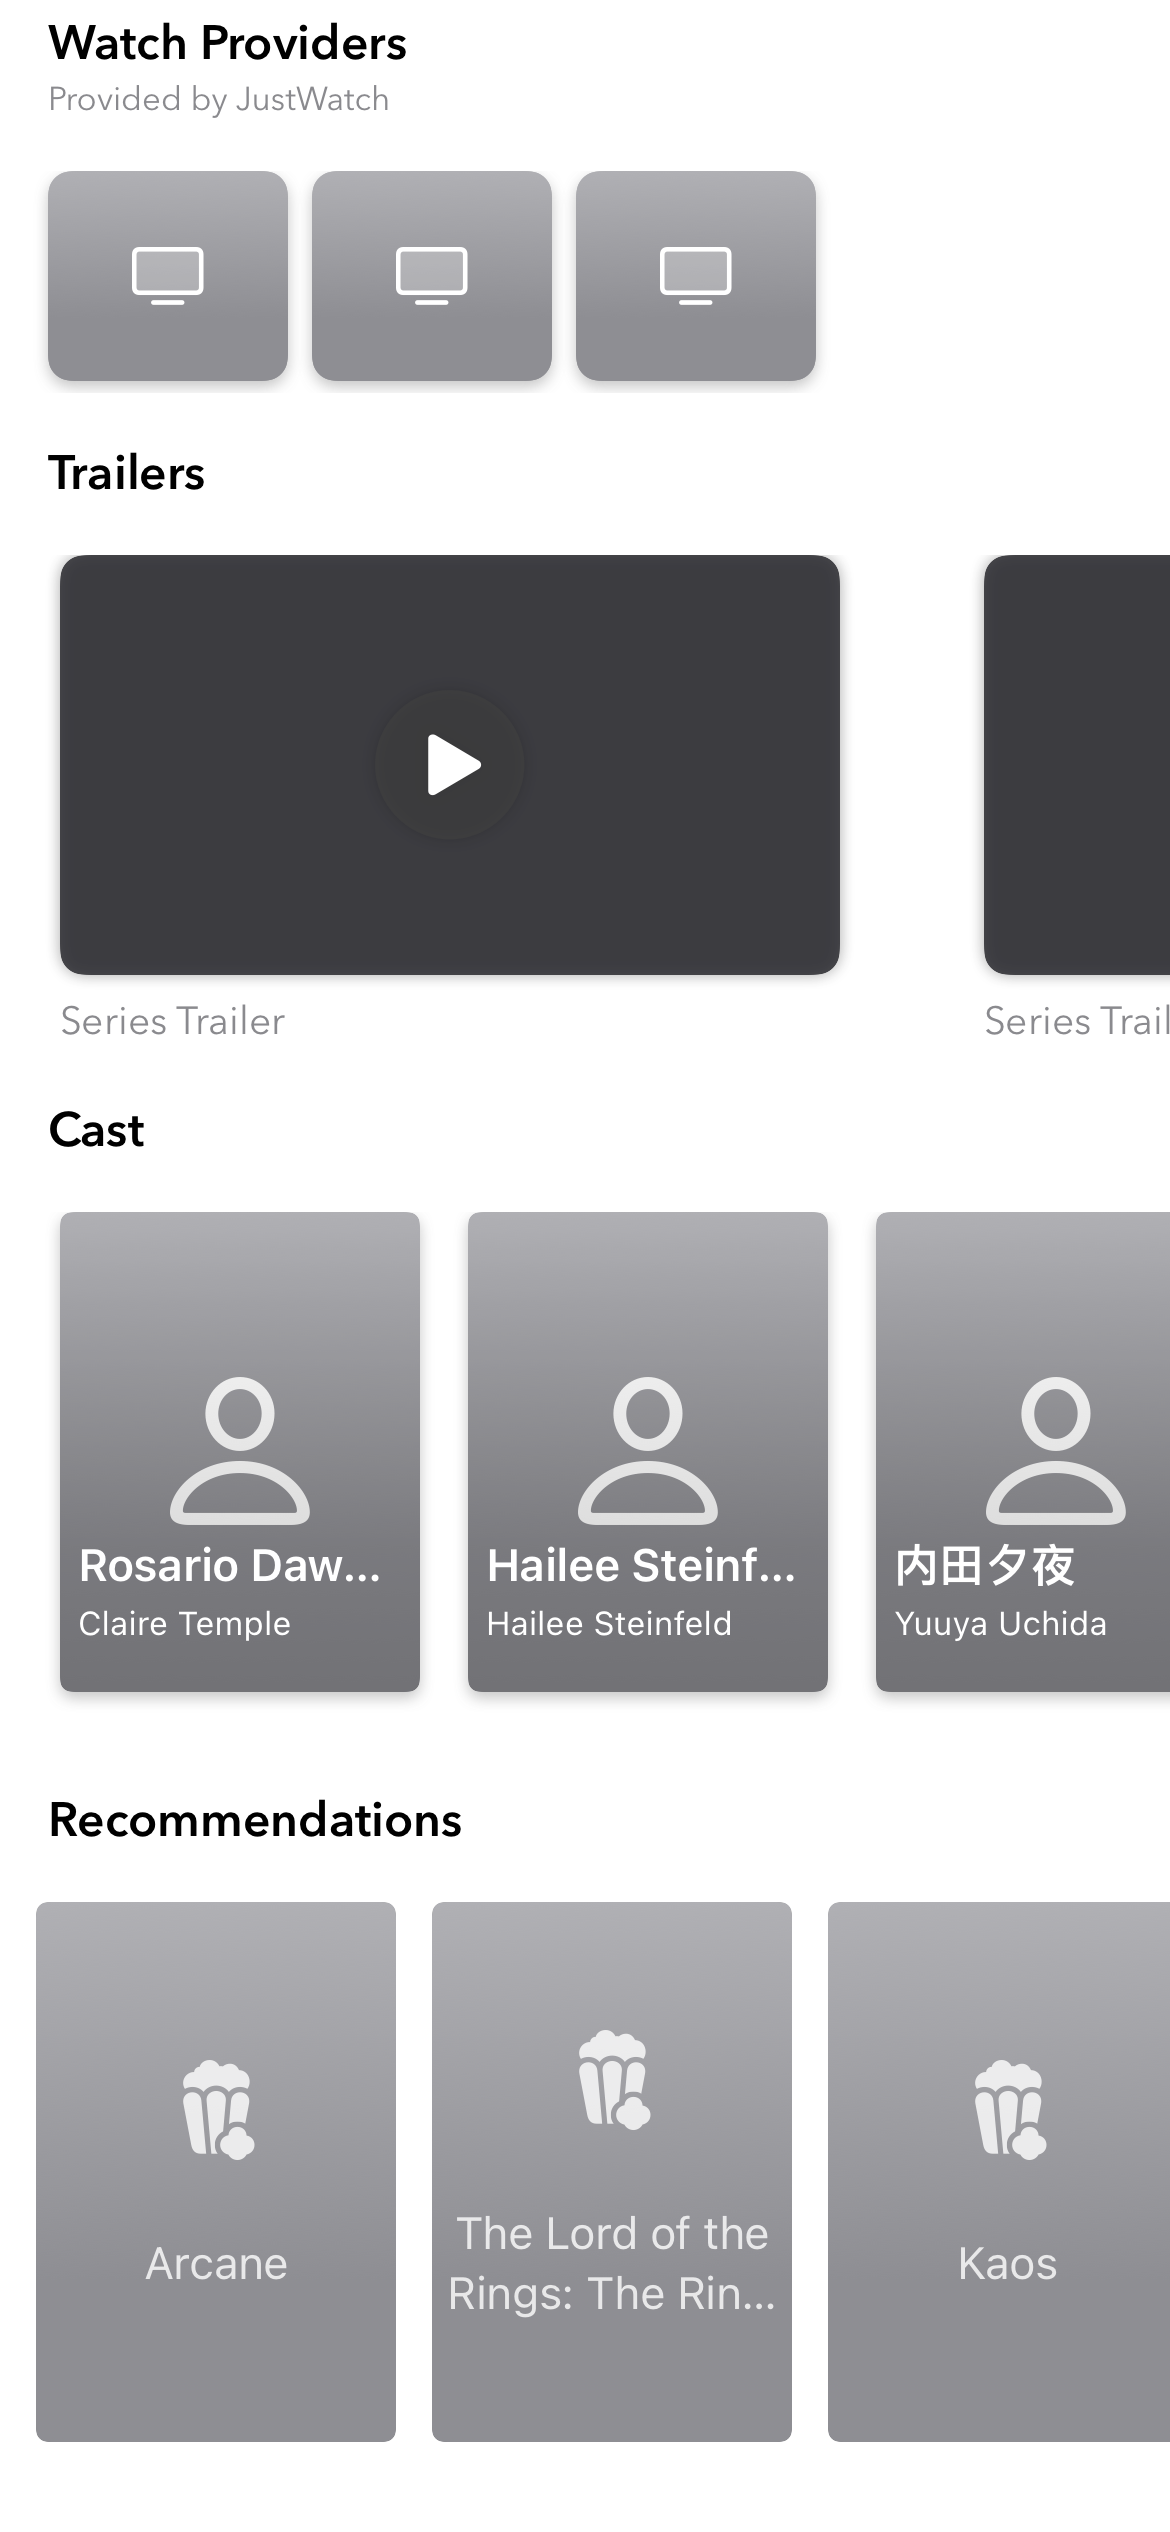 Watch Providers
Provided by JustWatch
Trailers
Series Trailer
Series Trail
Cast
Rosario Daw...
Claire Temple
Hailee Steinf...
Hailee Steinfeld
内田夕夜
Yuuya Uchida
Recommendations
Arcane
The Lord of the
Rings: The Rin...
Kaos